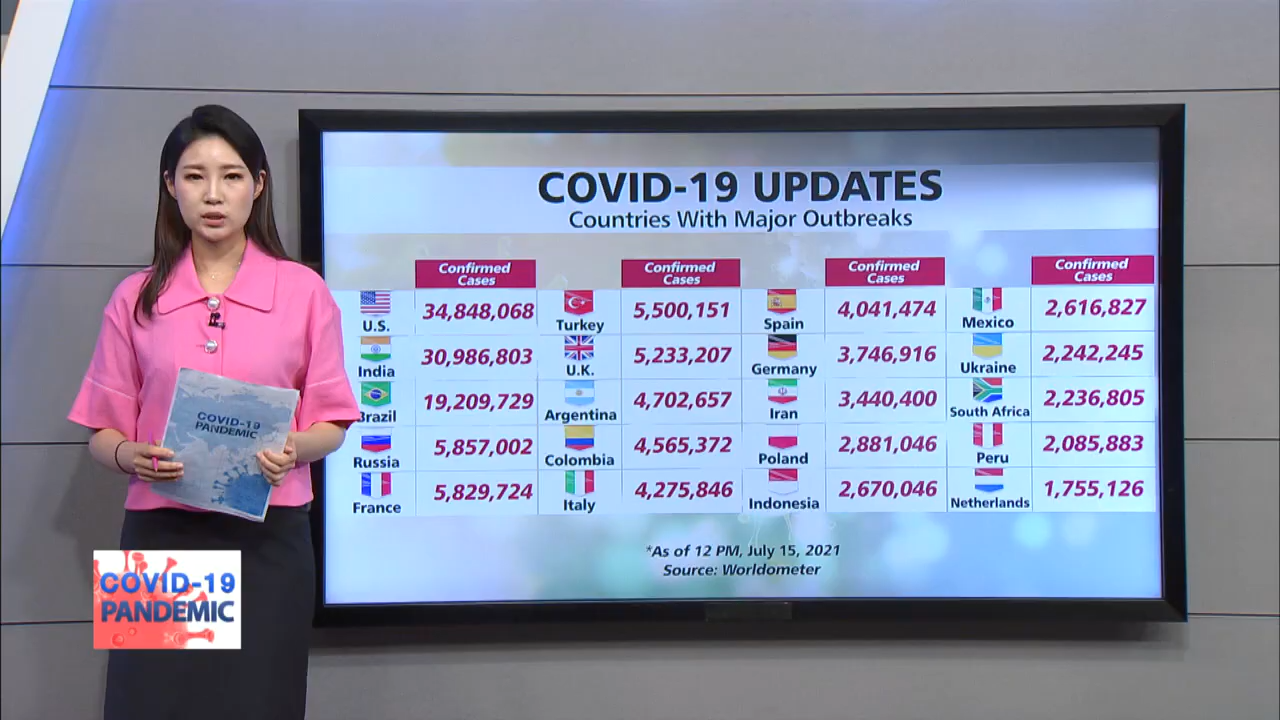 COVID-19 UPDATES
Countries With Major Outbreaks
Confirmed Cases
Confirmed Cases
Confirmed Cases
Confirmed Cases
U.S. 34,848,068 Turkey 5,500,151 Spain 4,041,474 Mexico 2,616,827
India 30,986,803 U.K. 5,233,207 Germany 3,746,916 Ukraine 2,242,245
Brazil 19,209,729 Argentina 4,702,657 Iran 3,440,400 South Africa 2,236,805
Russia 5,857,002 Colombia 4,565,372 Poland 2,881,046 Peru 2,085,883
France 5,829,724 Italy 4,275,846 Indonesia 2,670,046 Netherlands 1,755,126
*As of 12 PM, July 15, 2021
Source: Worldometer
COVID-19
PANDEMIC
COVID-19
PANDEMIC